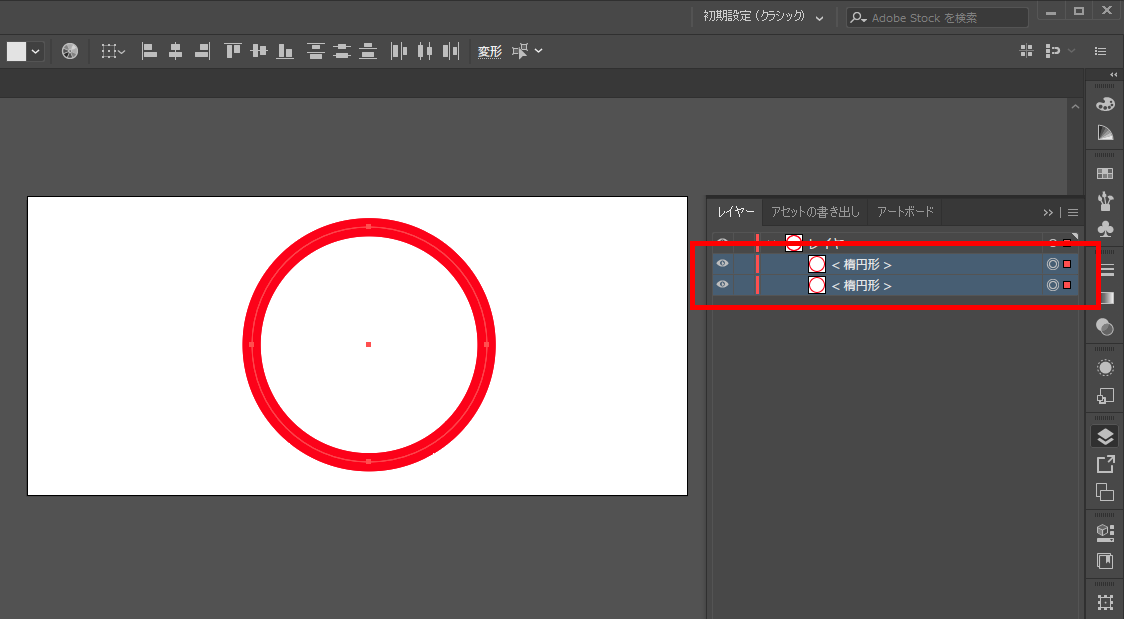 初期設定 (クラシック)
Adobe Stock を検索
変形
レイヤー
アセットの書き出し
アートボード
レイヤー
< 楕円形 >
< 楕円形 >